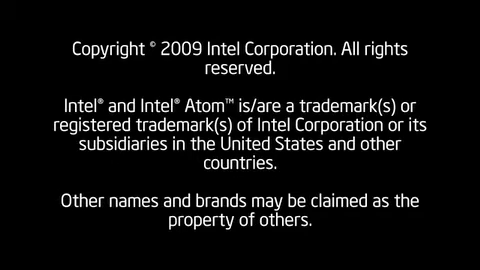 Copyright © 2009 Intel Corporation. All rights
reserved.
Intel® and Intel® Atom™ is/are a trademark(s) or
registered trademark(s) of Intel Corporation or its
subsidiaries in the United States and other
countries.
Other names and brands may be claimed as the
property of others.